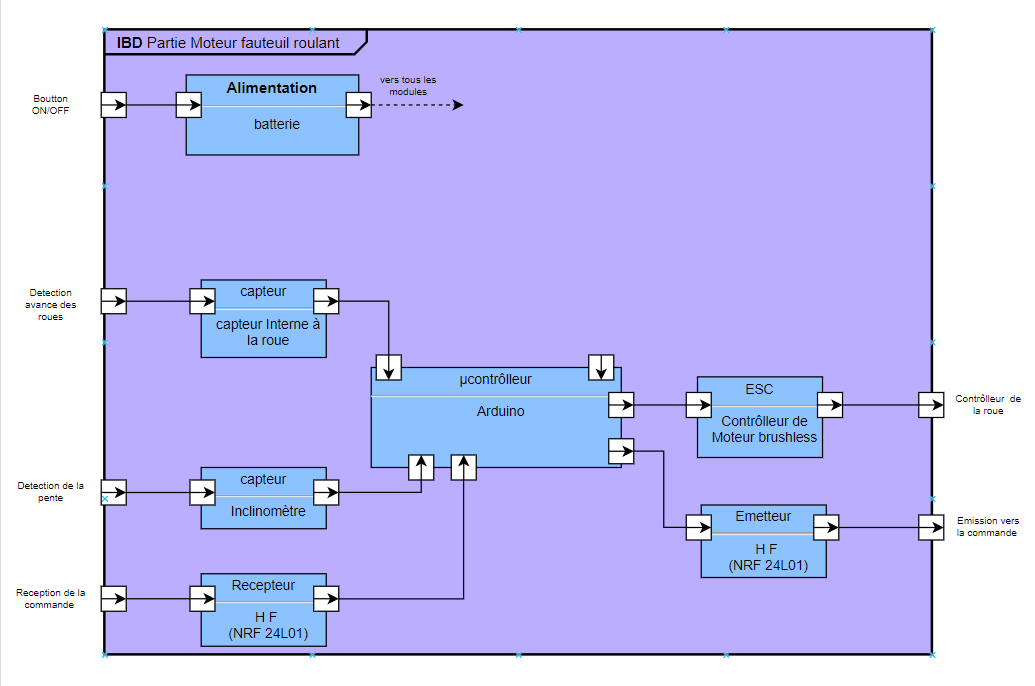 IBD Partie Moteur fauteuil roulant
Boutton
ON/OFF
Alimentation
batterie
vers tous les
modules
Detection
avance des
roues
capteur
capteur Interne à
la roue
µcontrôlleur
Arduino
ESC
Contrôlleur de
Moteur brushless
Contrôlleur de
la roue
Detection de la
pente
capteur
Inclinomètre
Emetteur
H F
(NRF 24L01)
Emission vers
la commande
Reception de la
commande
Recepteur
H F
(NRF 24L01)